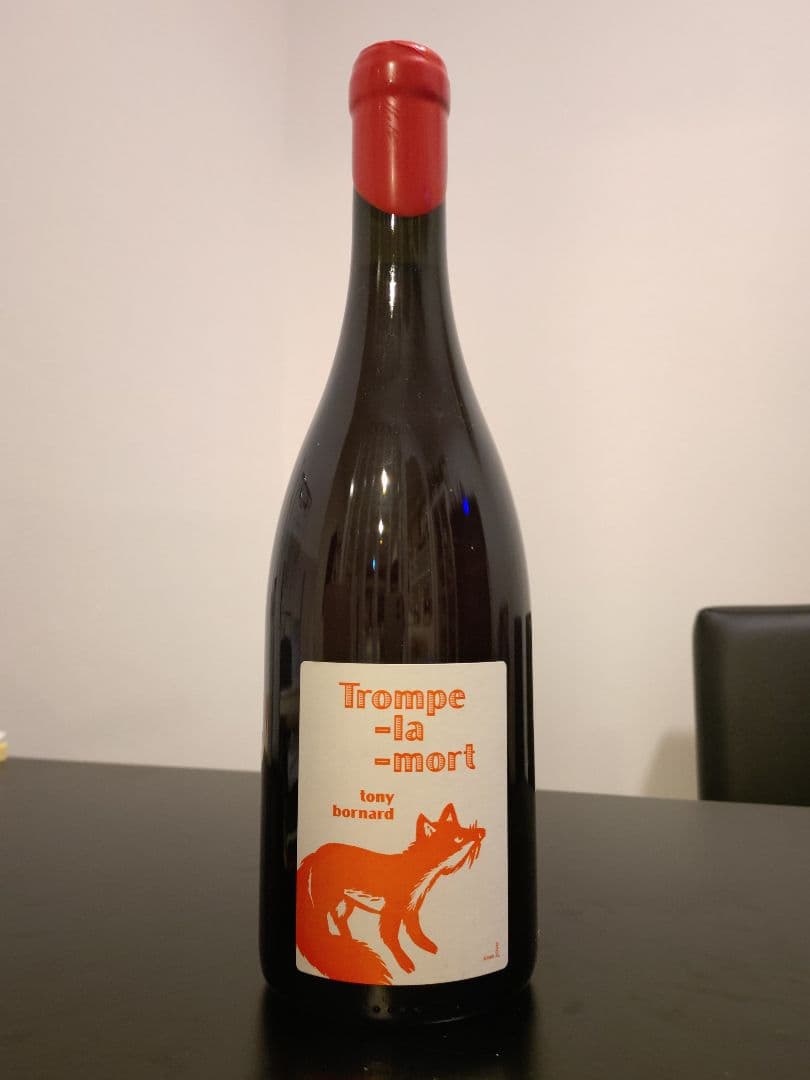 Trompe
-la
-mort
tony
bornard